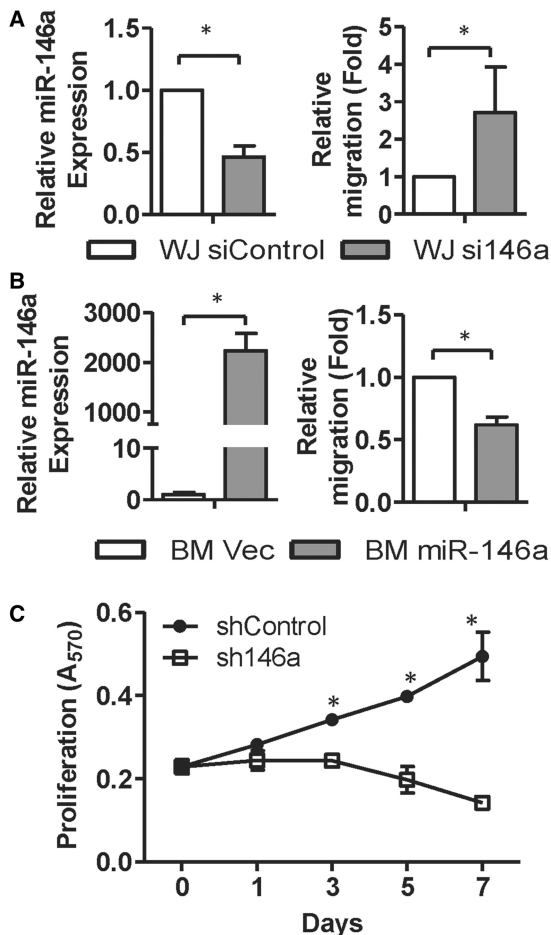 A
Relative miR-146a
Expression
1.5
1.0
0.5
0.0
*
Relative
migration (Fold)
5
4
3
2
1
0
*
WJ siControl
WJ si146a
B
Relative miR-146a
Expression
3000
2000
1000
10
0
*
Relative
migration (Fold)
1.5
1.0
0.5
0.0
*
BM Vec
BM miR-146a
C
Proliferation (A570)
0.6
0.4
0.2
0.0
shControl
sh146a
*
*
*
0 1 3 5 7
Days